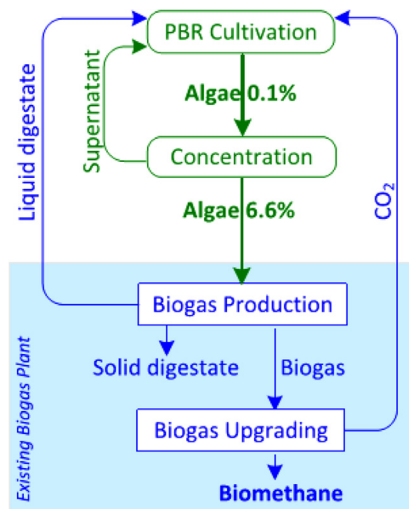 PBR Cultivation
Algae 0.1%
Supernatant
Liquid digestate
Concentration
Algae 6.6%
CO₂
Biogas Production
Solid digestate
Biogas
Existing Biogas Plant
Biogas Upgrading
Biomethane